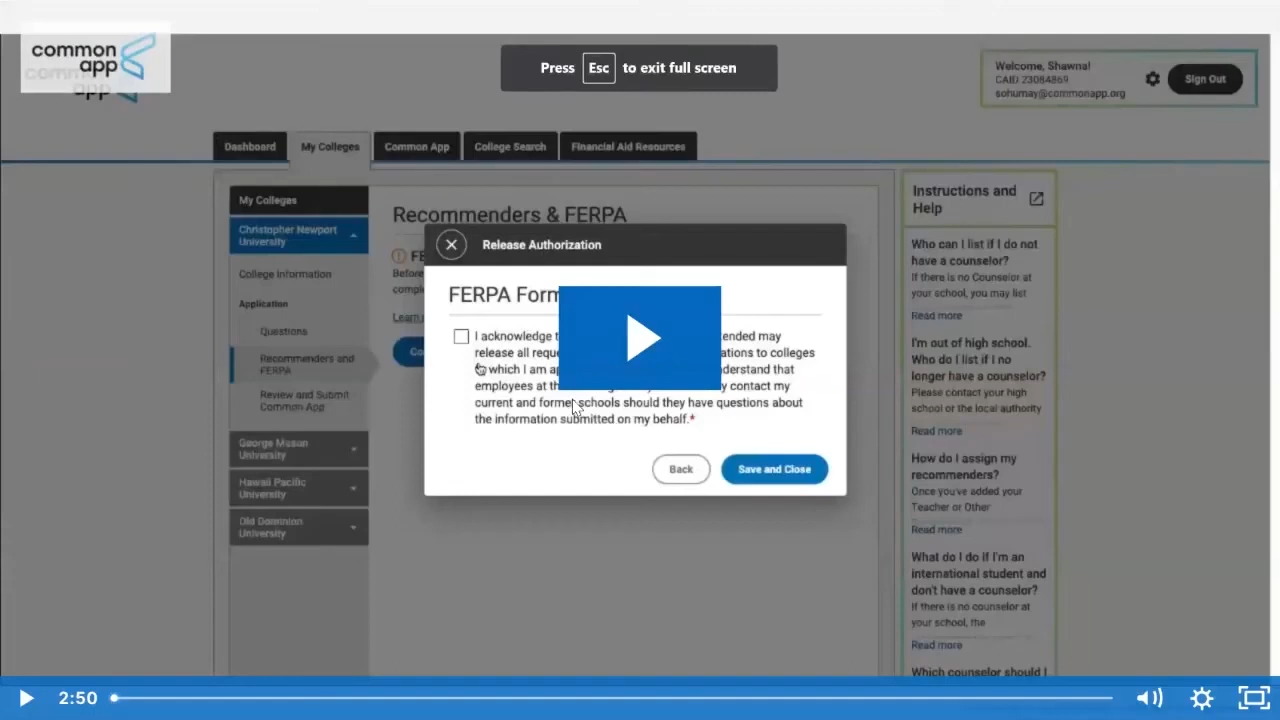 common
app
Press Esc to exit full screen
Welcome, Shawna!
CAID 23084869
sohumay@commonapp.org
Sign Out
Dashboard
My Colleges
Common App
College Search
Financial Aid Resources
My Colleges
Christopher Newport
University
College Information
Application
Questions
Recommenders and
FERPA
Review and Submit
Common App
George Mason
University
Hawaii Pacific
University
Old Dominion
University
Recommenders & FERPA
Before
Release Authorization
FERPA Form
I acknowledge
ended may
release all
ations to colleges
which I am
nderstand that
employees at
contact my
current and former schools should they have questions about
the information submitted on my behalf.*
Back
Save and Close
Instructions and
Help
Who can I list if I do not
have a counselor?
If there is no Counselor at
your school, you may list
Read more
I'm out of high school.
Who do I list if I no
longer have a counselor?
Please contact your high
school or the local authority
Read more
How do I assign my
recommenders?
Once you've added your
Teacher or Other
Read more
What do I do if I'm an
international student and
don't have a counselor?
If there is no counselor at
your school, the
Read more
Which counselor should I
2:50